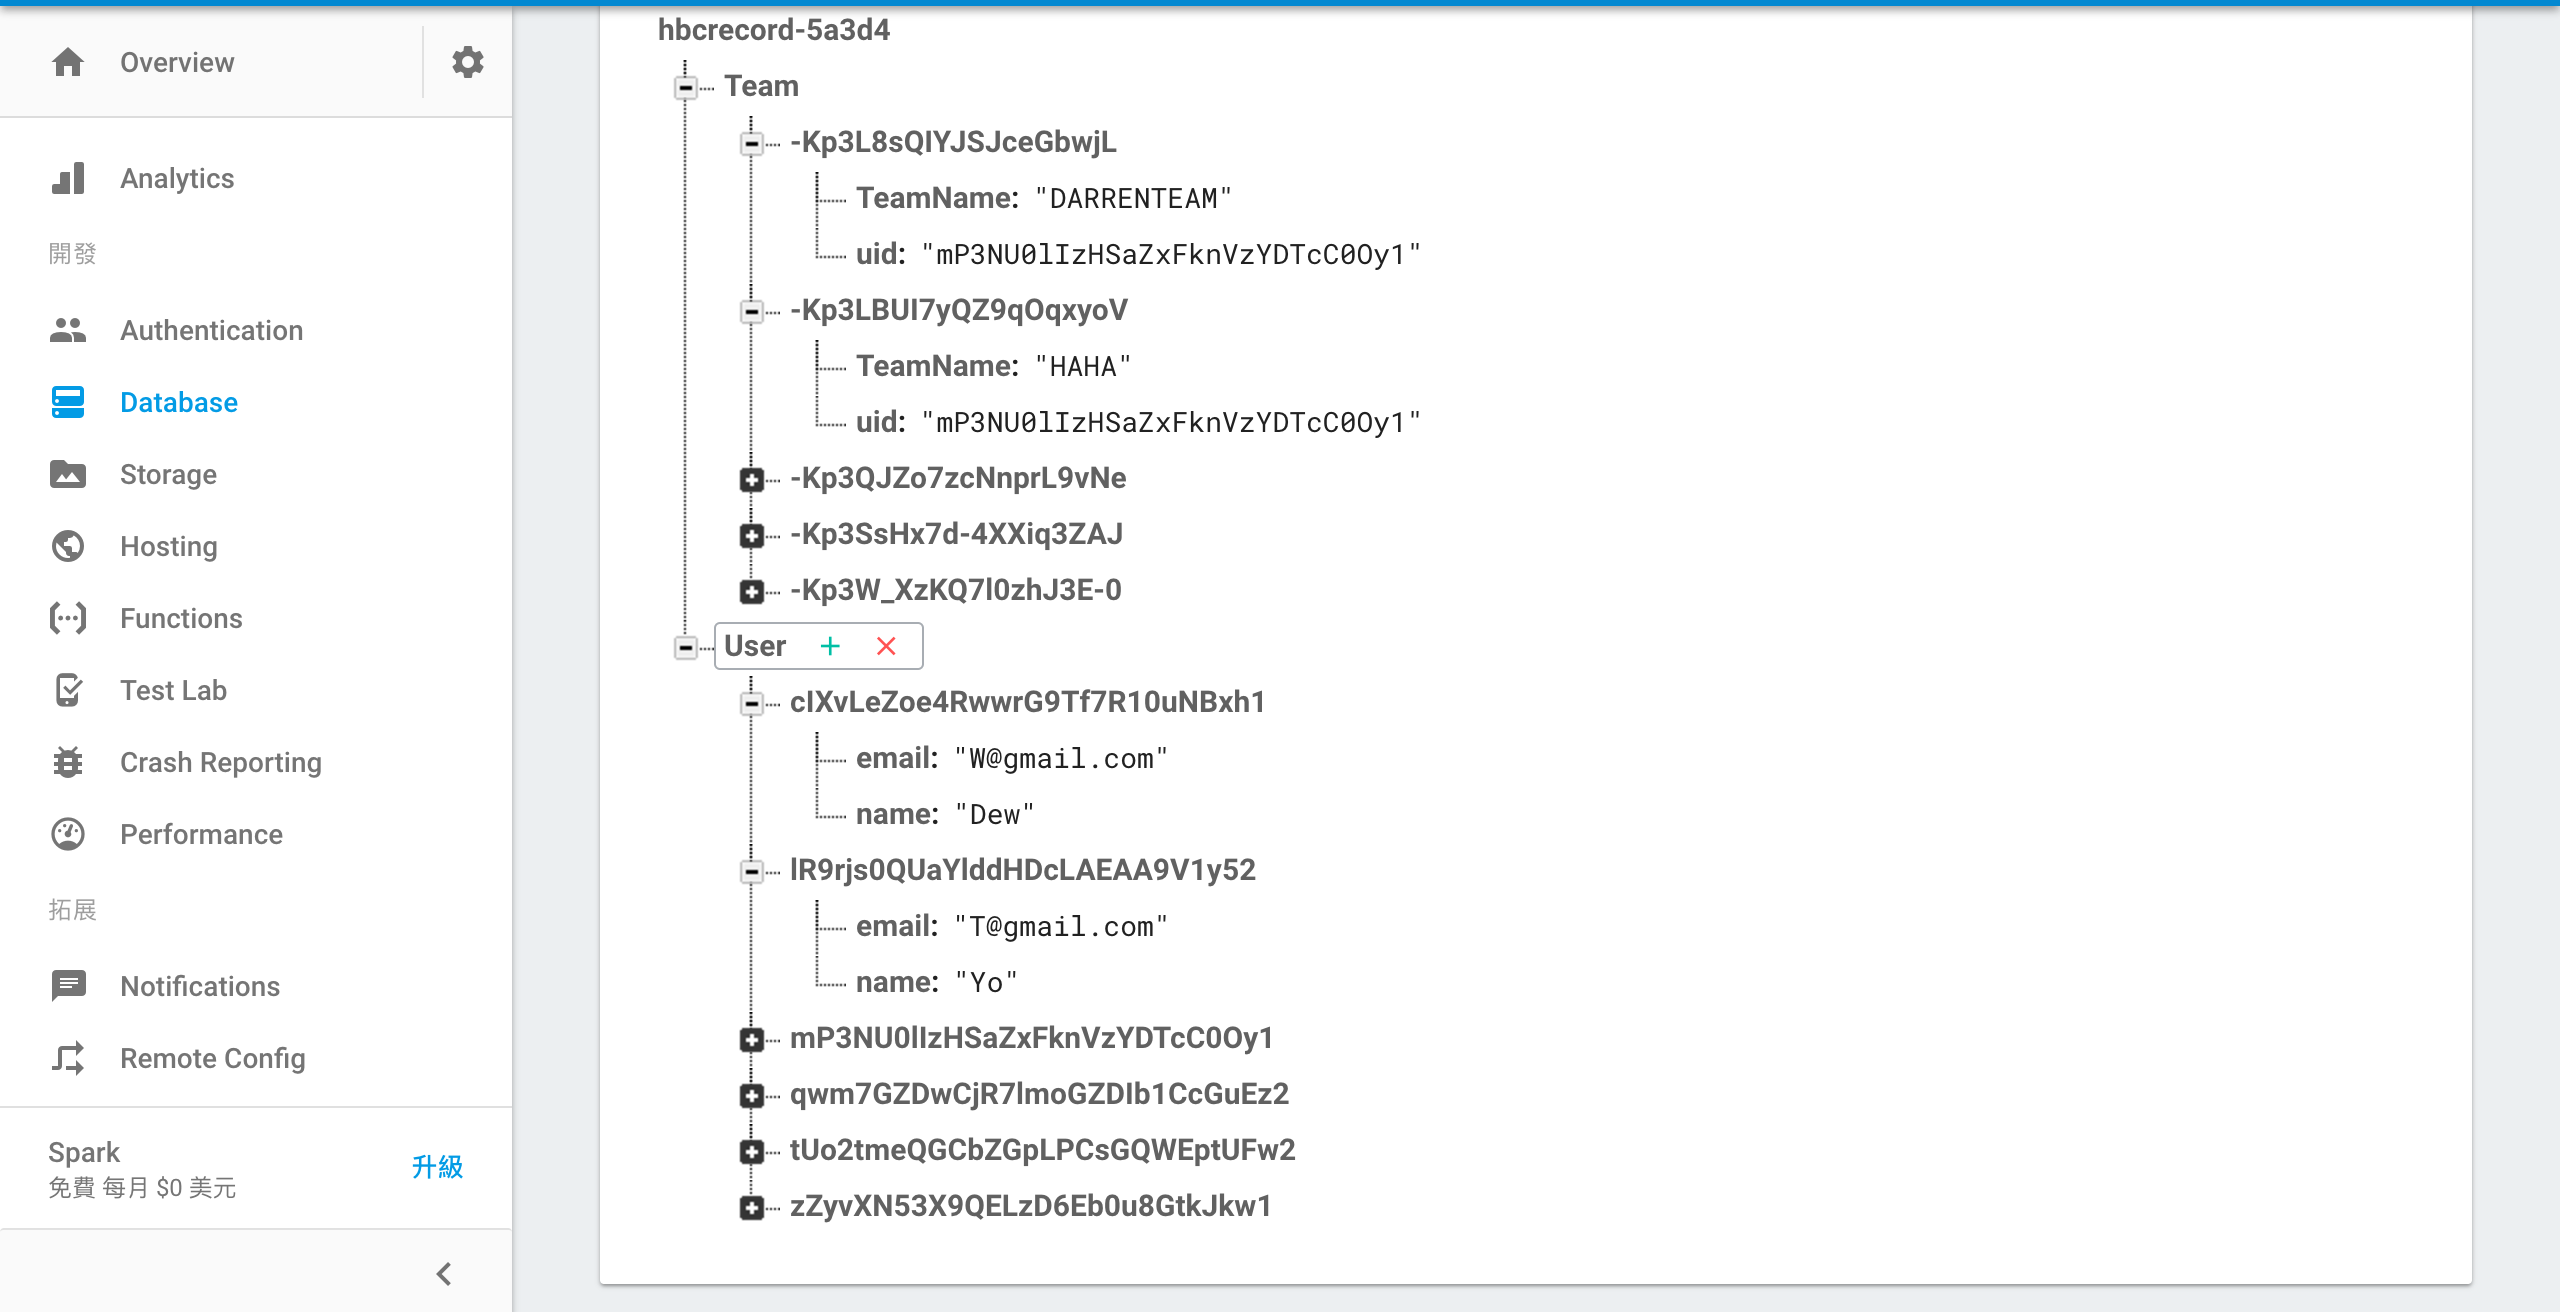 Overview
Analytics
開發
Authentication
Database
Storage
Hosting
Functions
Test Lab
Crash Reporting
Performance
拓展
Notifications
Remote Config
Spark
免費 每月 $0 美元
升級
hbcrecord-5a3d4
Team
-Kp3L8sQIYJSJceGbwjL
TeamName: "DARRENTEAM"
uid: "mP3NU0lIzHSaZxFknVzYDTcC0Oy1"
-Kp3LBUI7yQZ9qOqxyoV
TeamName: "HAHA"
uid: "mP3NU0lIzHSaZxFknVzYDTcC0Oy1"
-Kp3QJZo7zcNnprL9vNe
-Kp3SsHx7d-4XXiq3ZAJ
-Kp3W_XzKQ7l0zhJ3E-0
User
cIXvLeZoe4RwwrG9Tf7R10uNBxh1
email: "W@gmail.com"
name: "Dew"
lR9rjs0QUaYlddHDcLAEAA9V1y52
email: "T@gmail.com"
name: "Yo"
mP3NU0lIzHSaZxFknVzYDTcC0Oy1
qwm7GZDwCjR7lmoGZDIb1CcGuEz2
tUo2tmeQGCbZGpLPCsGQWEptUFw2
zZyvXN53X9QELzD6Eb0u8GtkJkw1